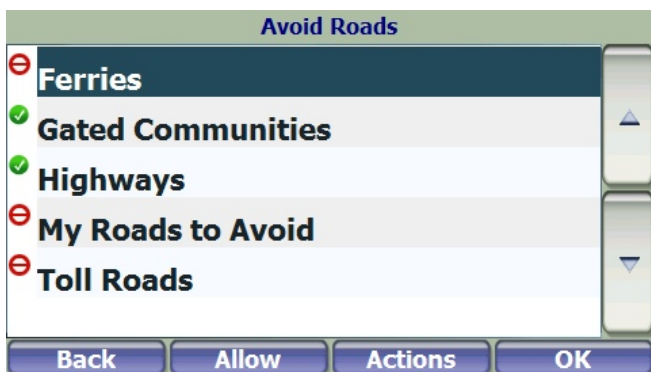 Avoid Roads
Ferries
Gated Communities
Highways
My Roads to Avoid
Toll Roads
Back Allow Actions OK